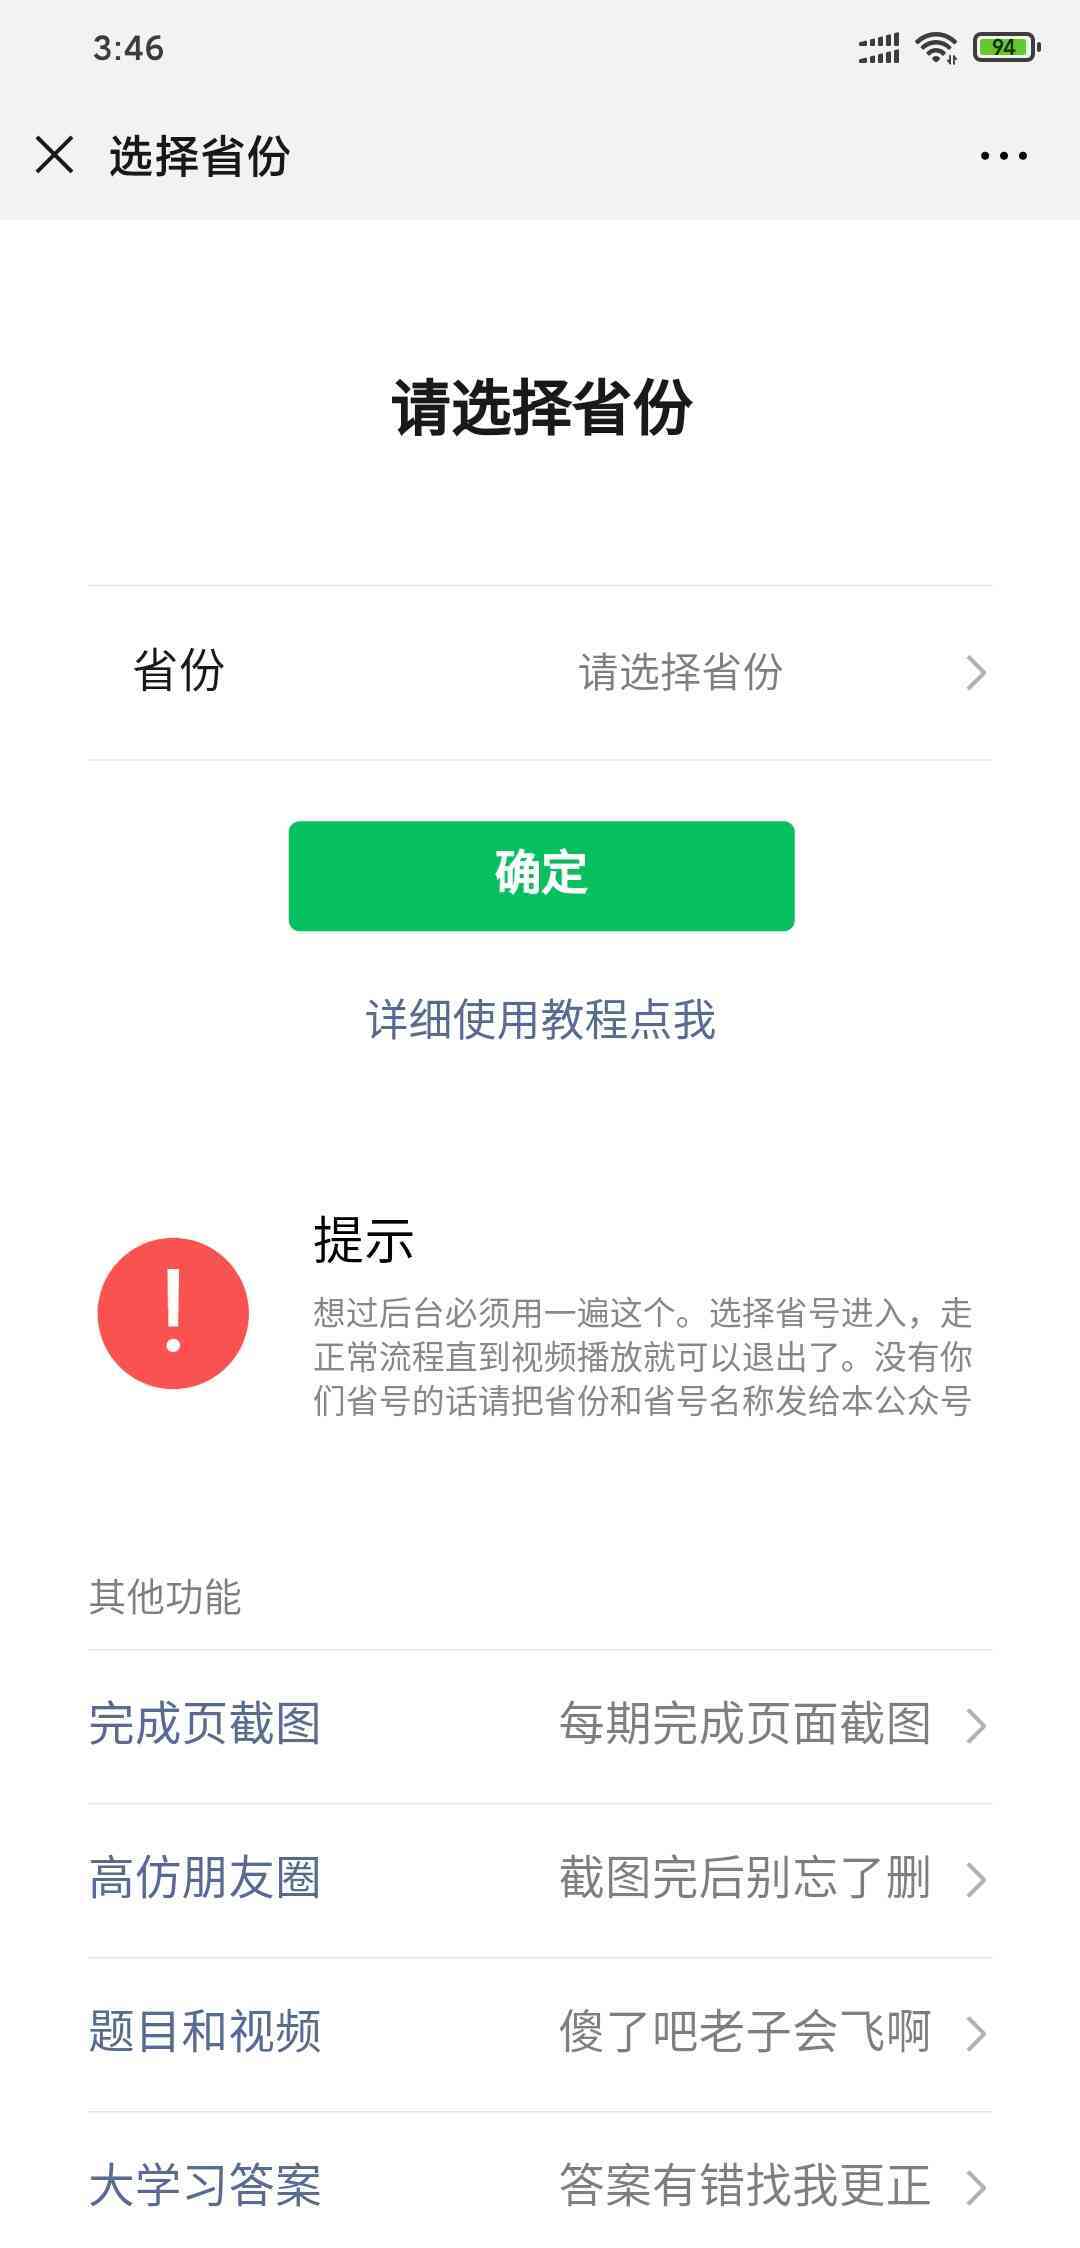 3:46
94
选择省份
请选择省份
省份 请选择省份
确定
详细使用教程点我
提示
想过后台必须用一遍这个。选择省号进入，走
正常流程直到视频播放就可以退出了。没有你
们省号的话请把省份和省号名称发给本公众号
其他功能
完成页截图 每期完成页面截图
高仿朋友圈 截图完后别忘了删
题目和视频 傻了吧老子会飞啊
大学习答案 答案有错找我更正